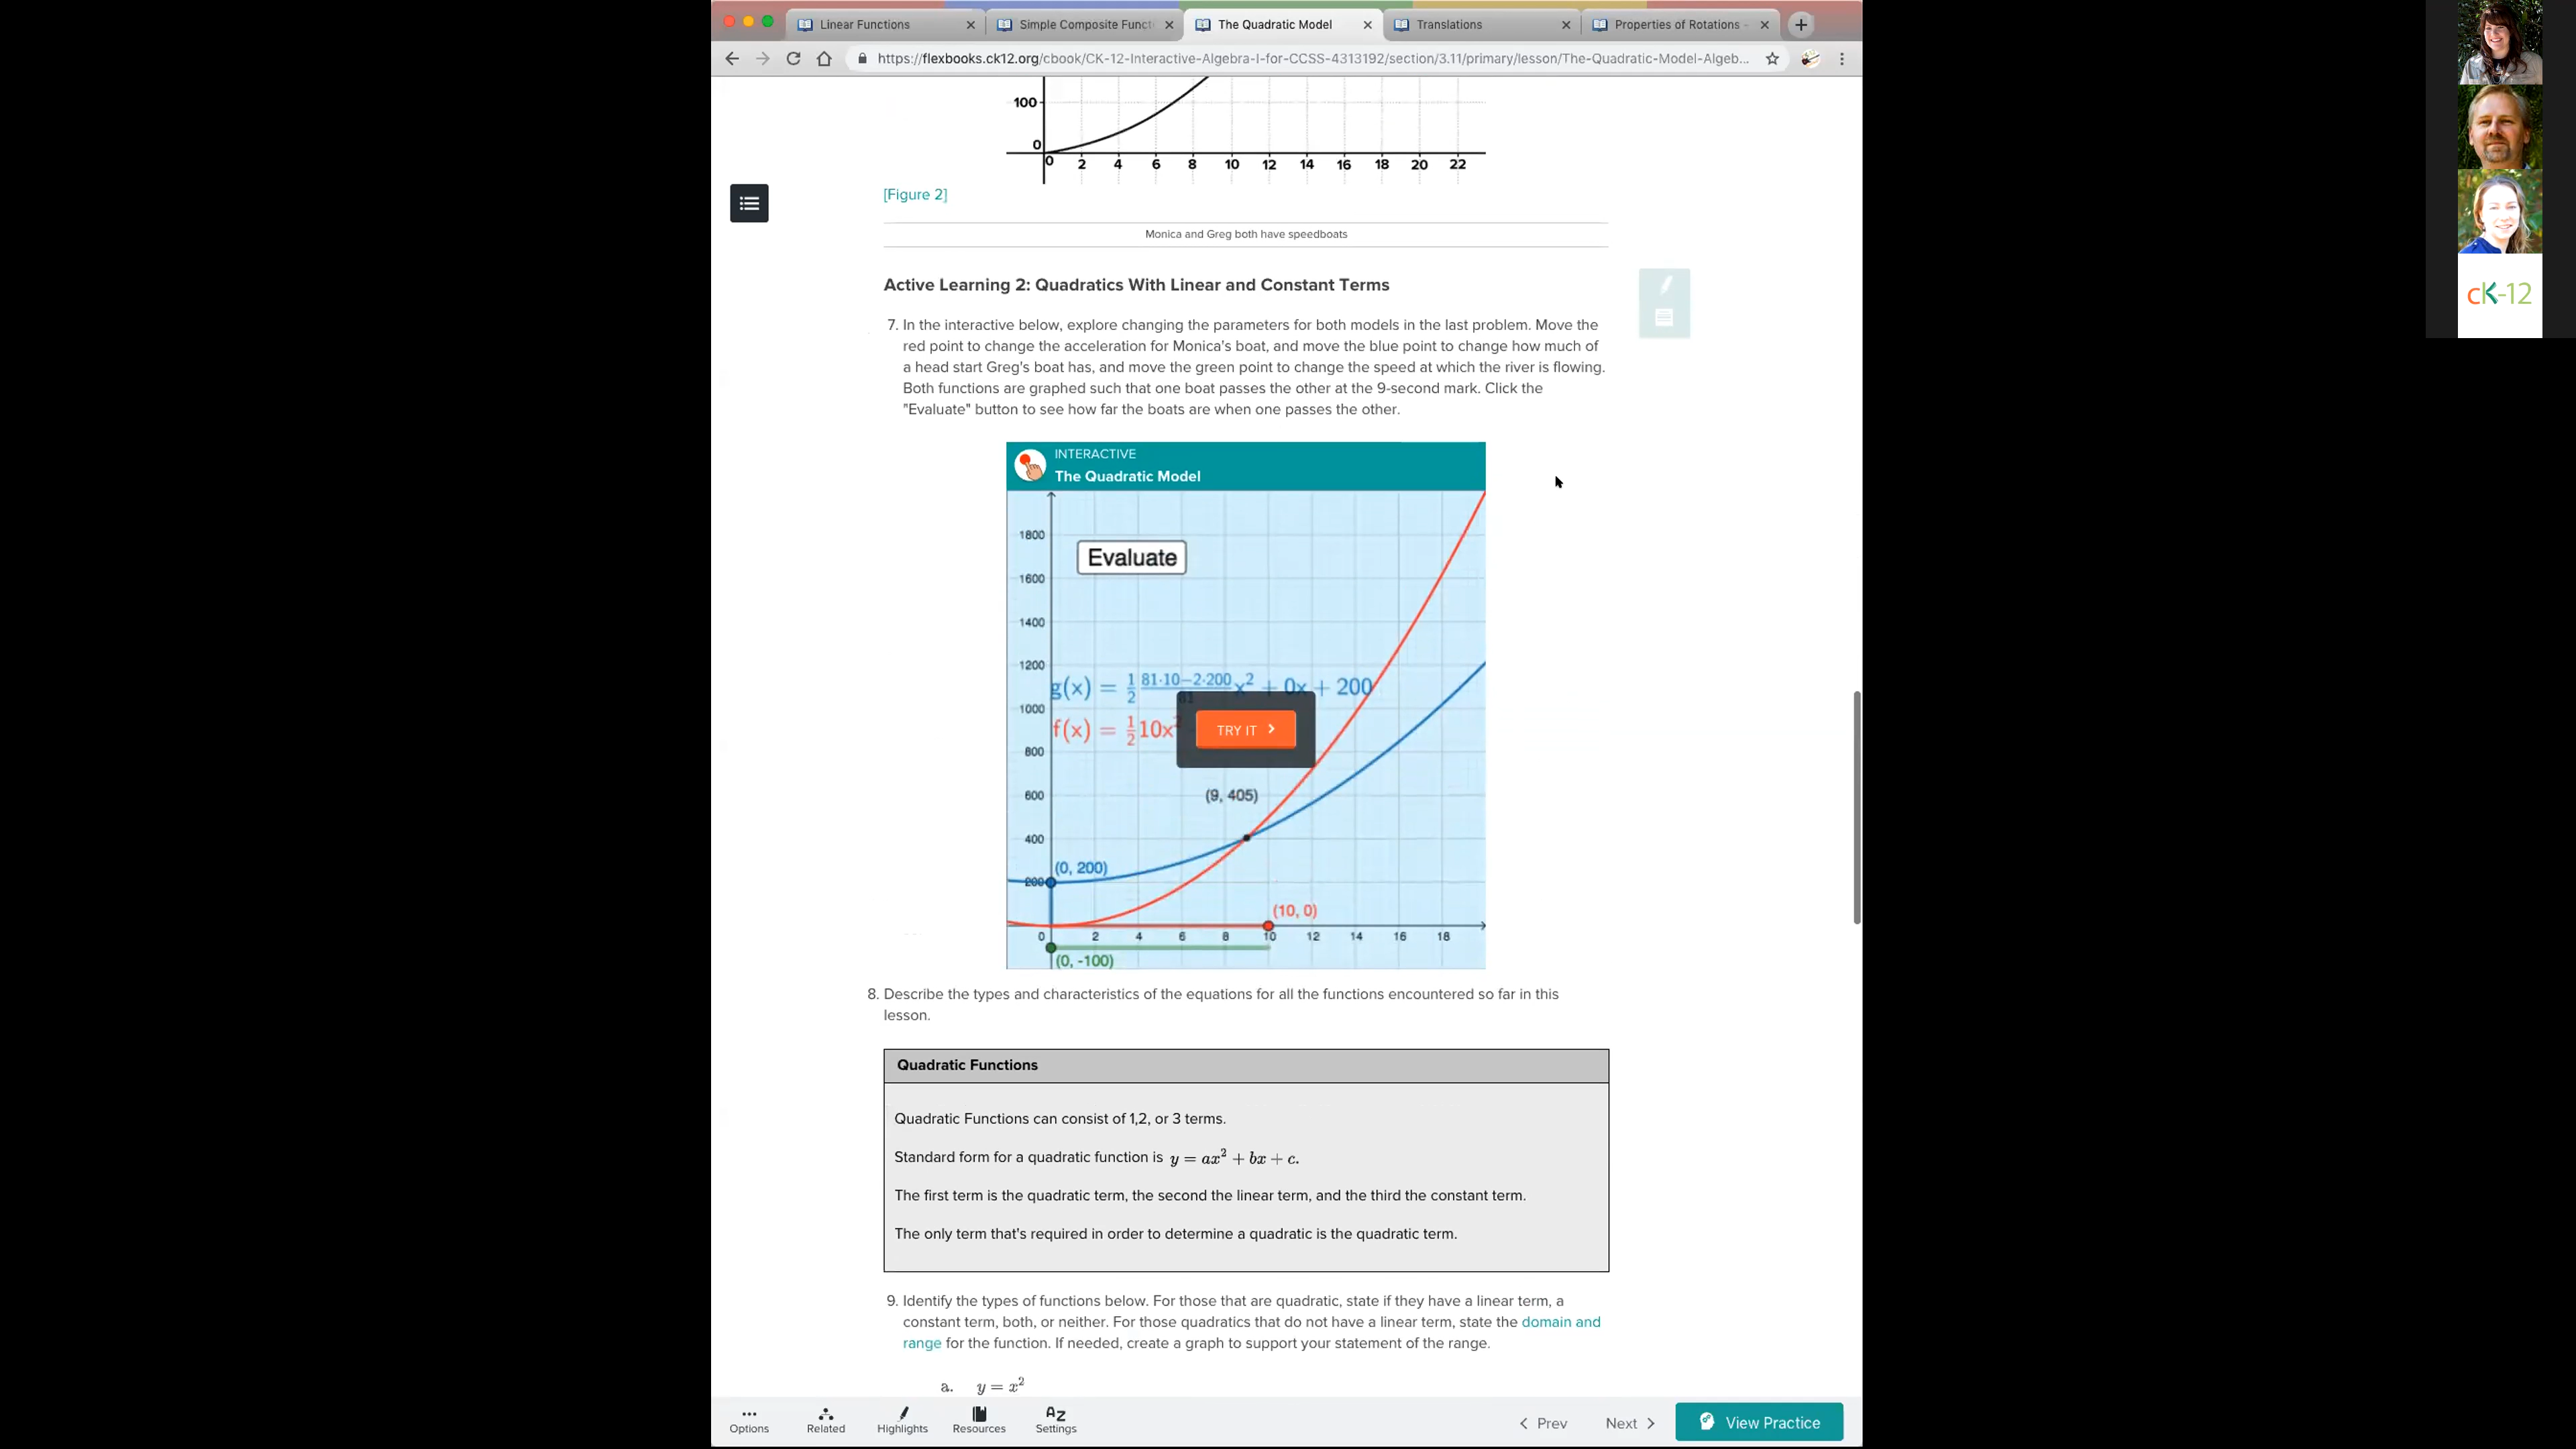 Linear Functions
Simple Composite Funct
The Quadratic Model
Translations
Properties of Rotations -
https://flexbooks.ck12.org/cbook/CK-12-Interactive-Algebra-I-for-CCSS-4313192/section/3.11/primary/lesson/The-Quadratic-Model-Algeb...
cK-12
100
0
0 2 4 6 8 10 12 14 16 18 20 22
[Figure 2]
Monica and Greg both have speedboats
Active Learning 2: Quadratics With Linear and Constant Terms
7. In the interactive below, explore changing the parameters for both models in the last problem. Move the
red point to change the acceleration for Monica's boat, and move the blue point to change how much of
a head start Greg's boat has, and move the green point to change the speed at which the river is flowing.
Both functions are graphed such that one boat passes the other at the 9-second mark. Click the
"Evaluate" button to see how far the boats are when one passes the other.
INTERACTIVE
The Quadratic Model
1800
Evaluate
1600
1400
1200
g(x) = 1/2 81·10−2·200/81 x² + 0x + 200
1000
f(x) = 1/2 10x²
TRY IT
800
600
(9, 405)
400
(0, 200)
200
(10, 0)
0 2 4 6 8 10 12 14 16 18
(0, -100)
8. Describe the types and characteristics of the equations for all the functions encountered so far in this
lesson.
Quadratic Functions
Quadratic Functions can consist of 1,2, or 3 terms.
Standard form for a quadratic function is y = ax² + bx + c.
The first term is the quadratic term, the second the linear term, and the third the constant term.
The only term that's required in order to determine a quadratic is the quadratic term.
9. Identify the types of functions below. For those that are quadratic, state if they have a linear term, a
constant term, both, or neither. For those quadratics that do not have a linear term, state the domain and
range for the function. If needed, create a graph to support your statement of the range.
a. y = x²
Options
Related
Highlights
Resources
AZ
Settings
Prev
Next
View Practice